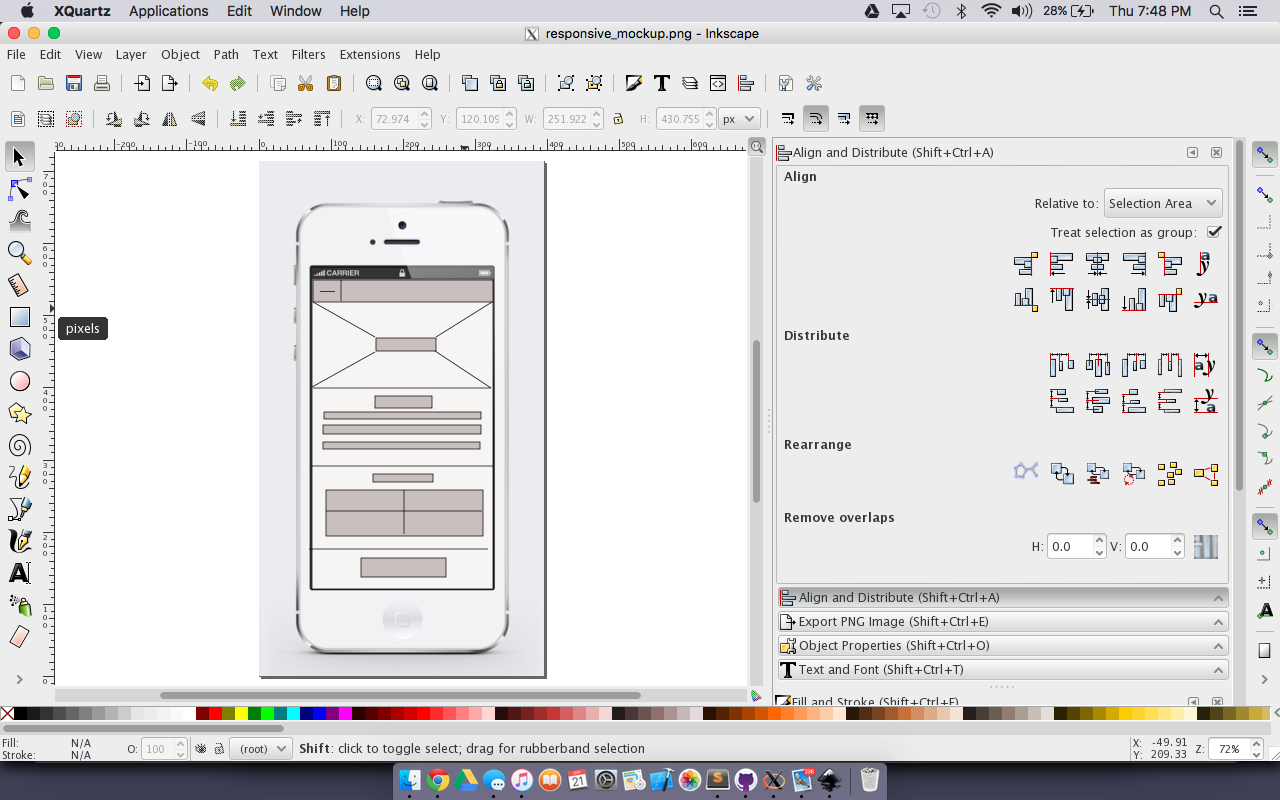 XQuartz Applications Edit Window Help 28% Thu 7:48 PM
responsive_mockup.png - Inkscape
File Edit View Layer Object Path Text Filters Extensions Help
X: 72.974 Y: 120.109 W: 251.922 H: 430.755 px
-200 -100 0 100 200 300 400 500 600
Align and Distribute (Shift+Ctrl+A)
Align
Relative to: Selection Area
Treat selection as group:
CARRIER
pixels
Distribute
Rearrange
Remove overlaps
H: 0.0 V: 0.0
Align and Distribute (Shift+Ctrl+A)
Export PNG Image (Shift+Ctrl+E)
Object Properties (Shift+Ctrl+O)
Text and Font (Shift+Ctrl+T)
Fill and Stroke (Shift+Ctrl+F)
Fill: N/A
Stroke: N/A
O: 100 (root) Shift: click to toggle select; drag for rubberband selection
X: -49.91
Y: 209.33
Z: 72%